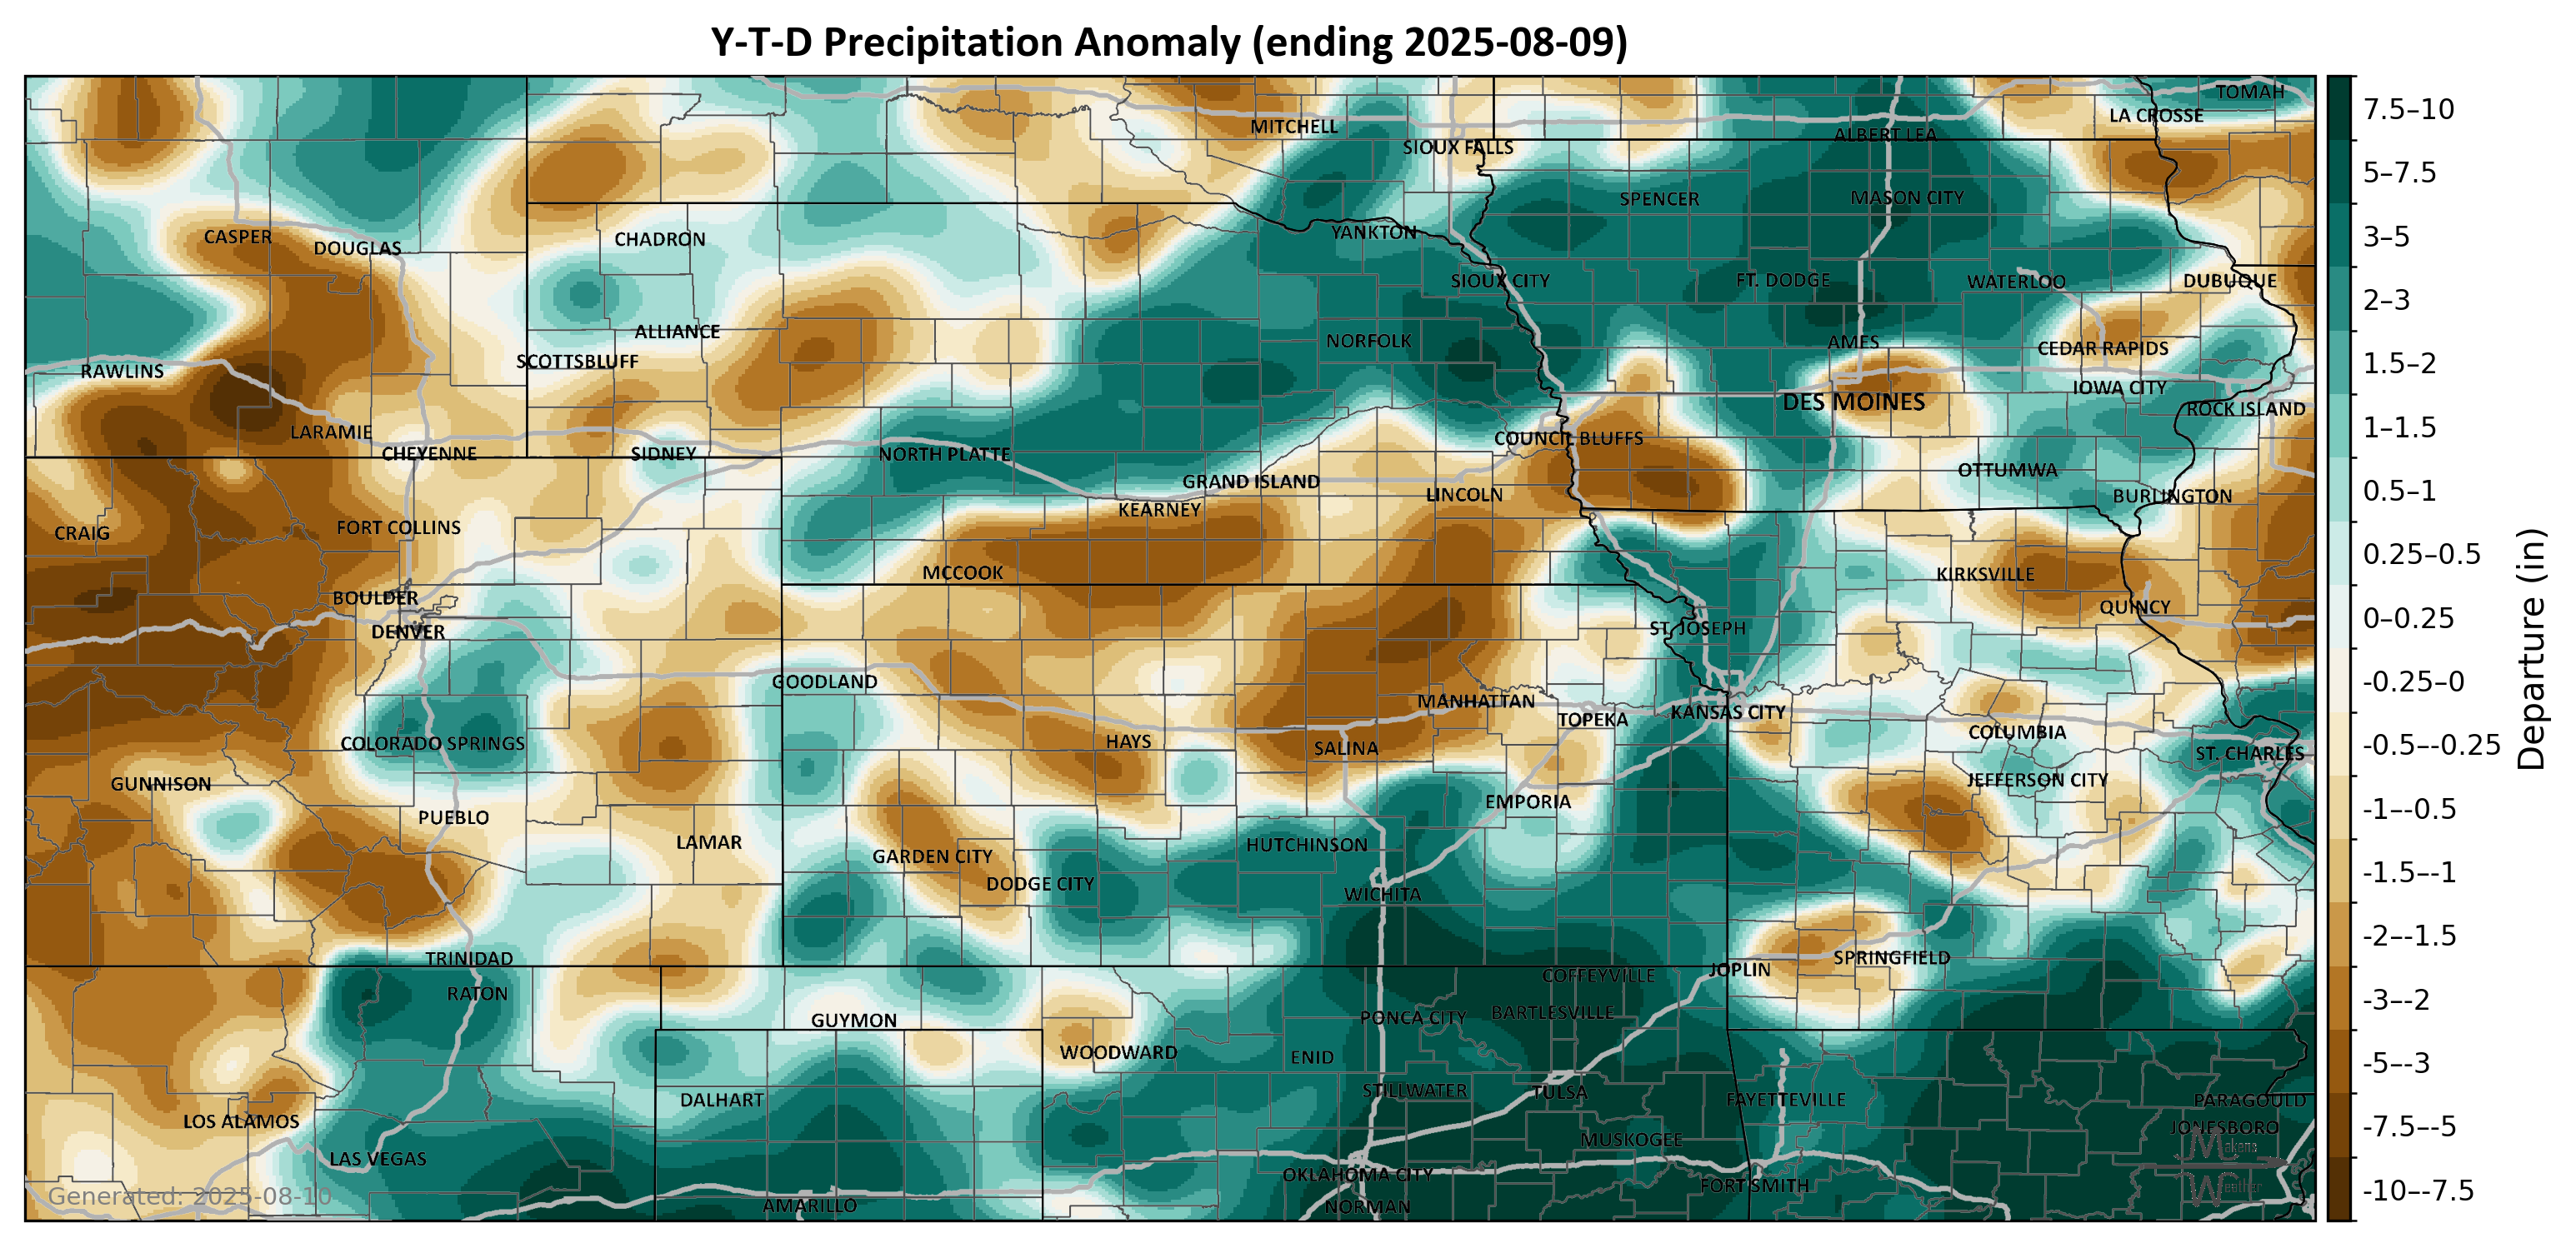 Y-T-D Precipitation Anomaly (ending 2025-08-09)
TOMAH
LA CROSSE
MITCHELL
ALBERT LEA
SIOUX FALLS
SPENCER
MASON CITY
CASPER
DOUGLAS
CHADRON
YANKTON
SIOUX CITY
FT. DODGE
WATERLOO
DUBUQUE
ALLIANCE
NORFOLK
AMES
CEDAR RAPIDS
SCOTTSBLUFF
RAWLINS
IOWA CITY
DES MOINES
ROCK ISLAND
LARAMIE
COUNCIL BLUFFS
CHEYENNE
SIDNEY
NORTH PLATTE
OTTUMWA
GRAND ISLAND
LINCOLN
BURLINGTON
KEARNEY
CRAIG
FORT COLLINS
MCCOOK
KIRKSVILLE
BOULDER
QUINCY
DENVER
ST. JOSEPH
GOODLAND
MANHATTAN
TOPEKA
KANSAS CITY
COLUMBIA
COLORADO SPRINGS
HAYS
SALINA
ST. CHARLES
GUNNISON
JEFFERSON CITY
EMPORIA
PUEBLO
LAMAR
HUTCHINSON
GARDEN CITY
DODGE CITY
WICHITA
TRINIDAD
SPRINGFIELD
JOPLIN
COFFEYVILLE
RATON
BARTLESVILLE
GUYMON
PONCA CITY
WOODWARD
ENID
STILLWATER
TULSA
DALHART
FAYETTEVILLE
PARAGOULD
LOS ALAMOS
JONESBORO
MUSKOGEE
Makens
LAS VEGAS
OKLAHOMA CITY
FORT SMITH
Weather
Generated: 2025-08-10
AMARILLO
NORMAN
7.5–10
5–7.5
3–5
2–3
1.5–2
1–1.5
0.5–1
0.25–0.5
0–0.25
-0.25–0
-0.5–-0.25
-1–-0.5
-1.5–-1
-2–-1.5
-3–-2
-5–-3
-7.5–-5
-10–-7.5
Departure (in)